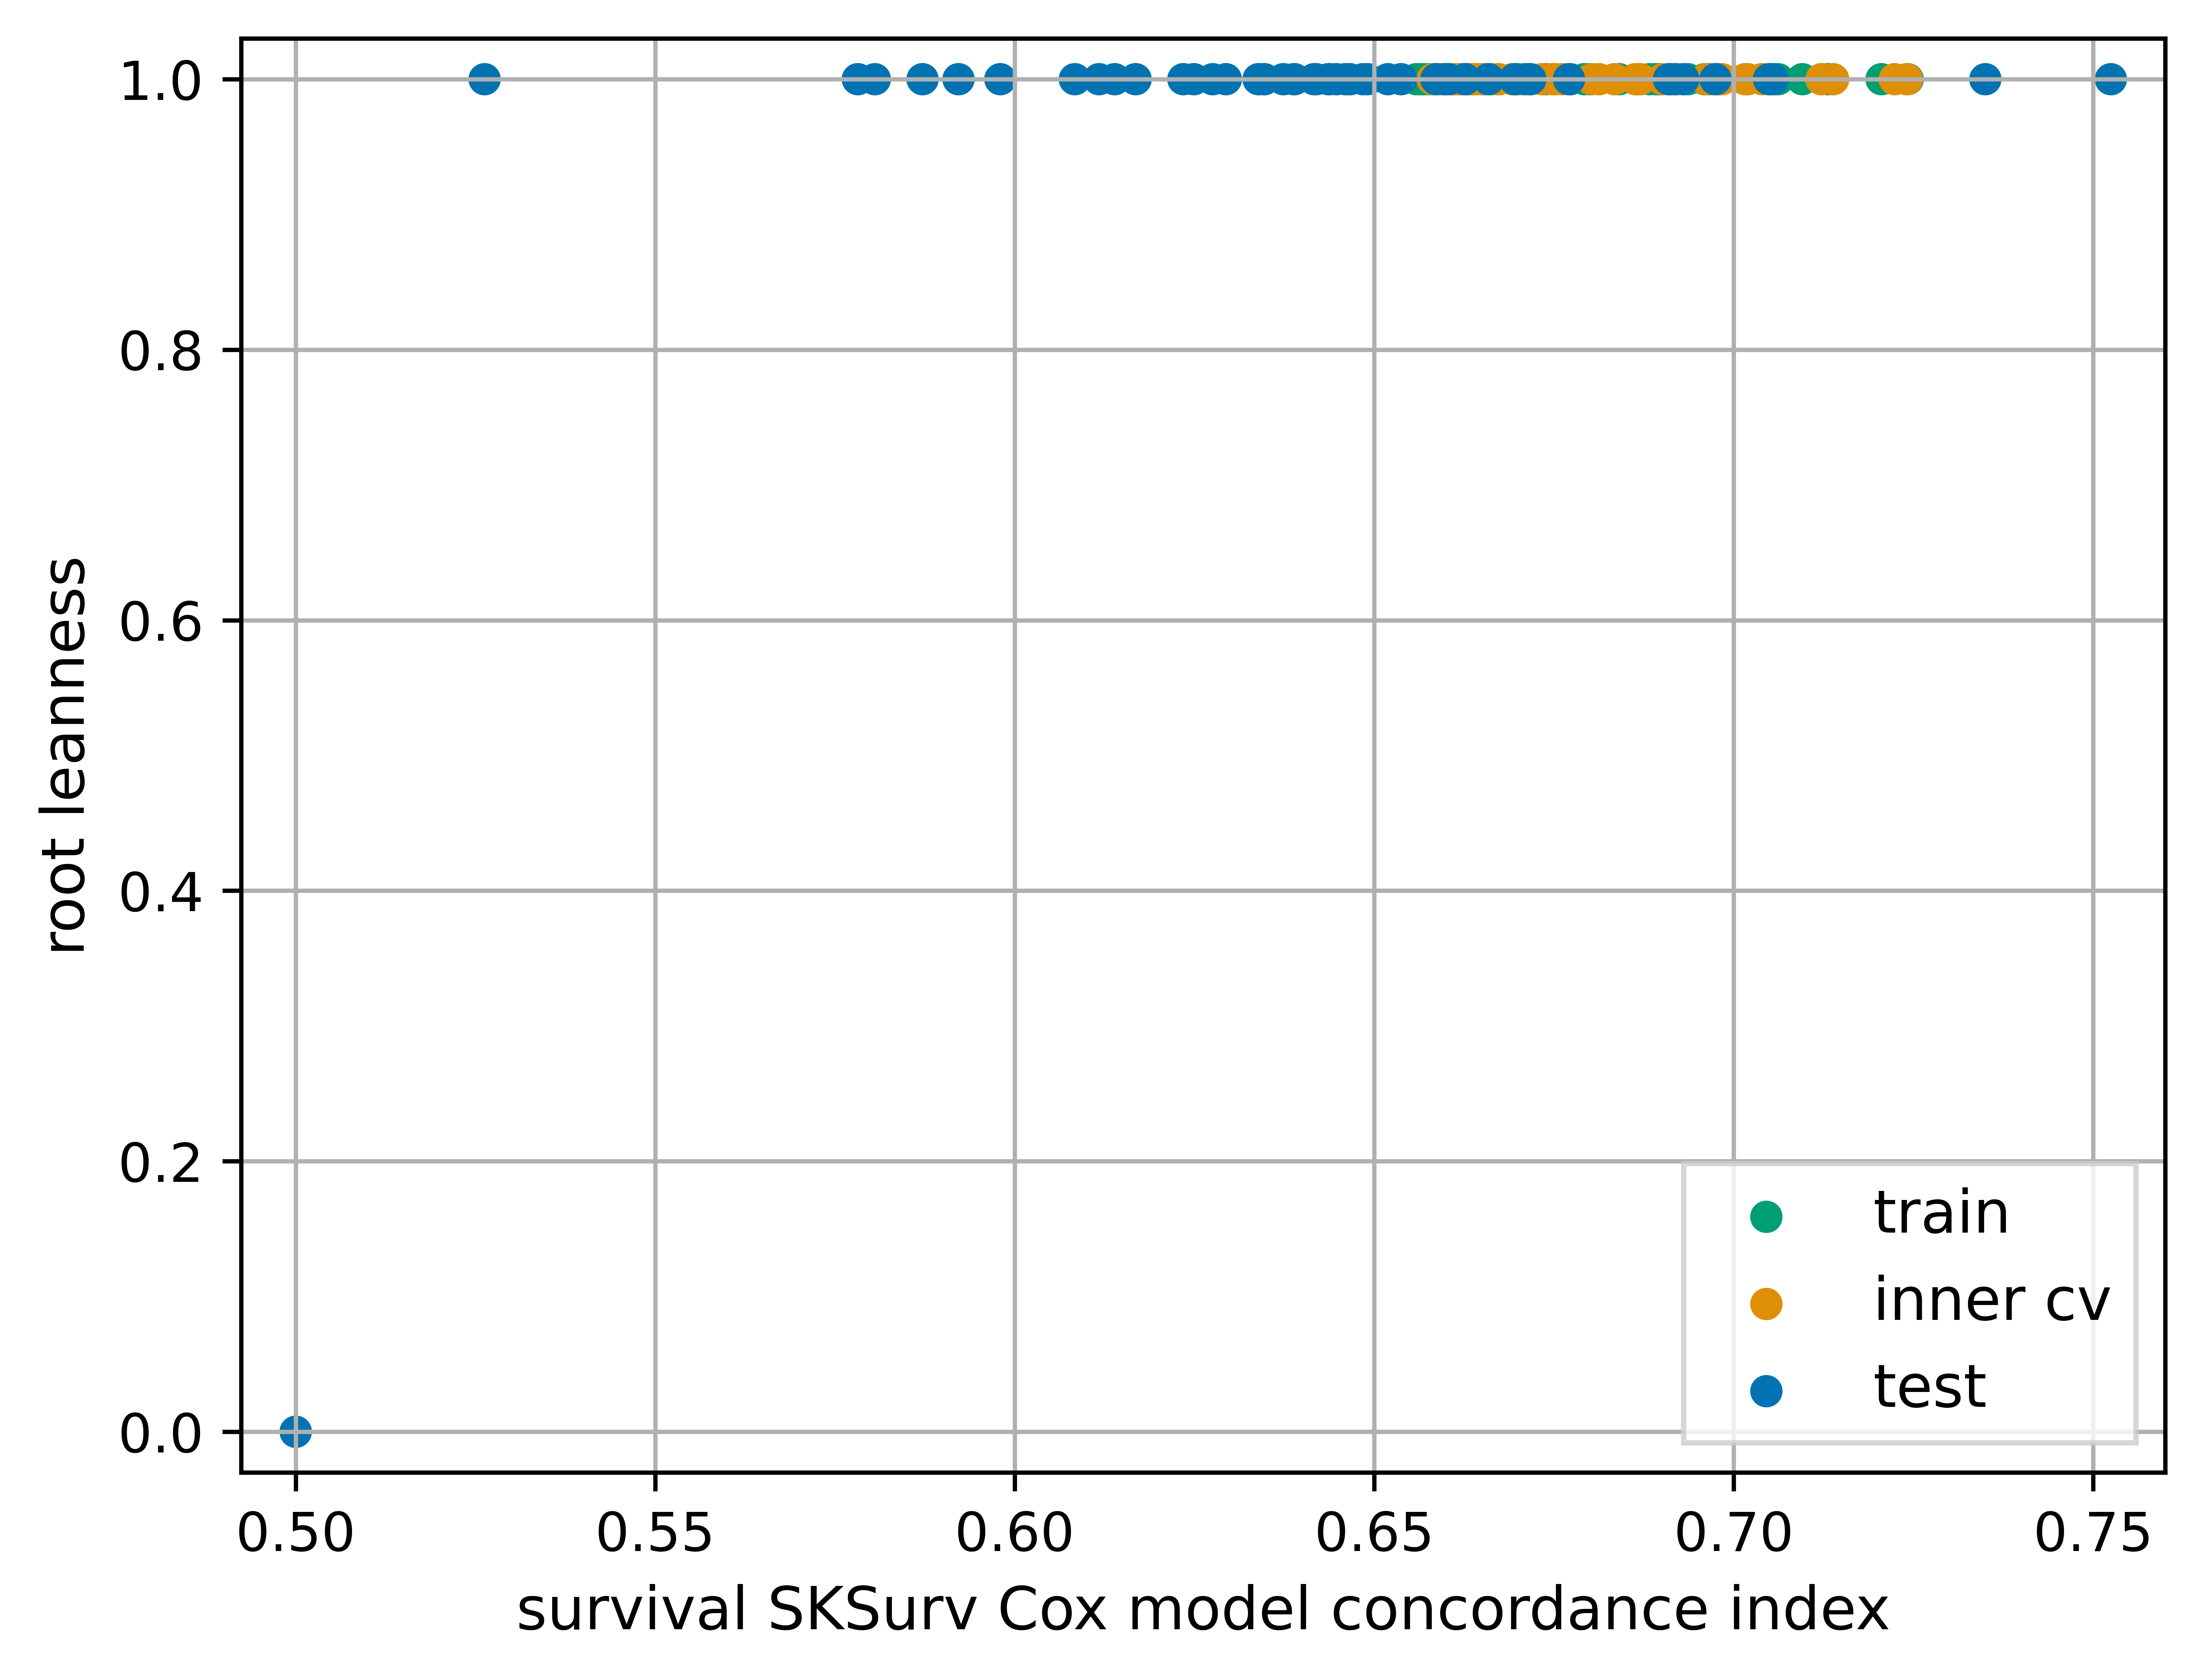 1.0
0.8
0.6
0.4
0.2
0.0
root leanness
0.50 0.55 0.60 0.65 0.70 0.75
survival SKSurv Cox model concordance index
train
inner cv
test